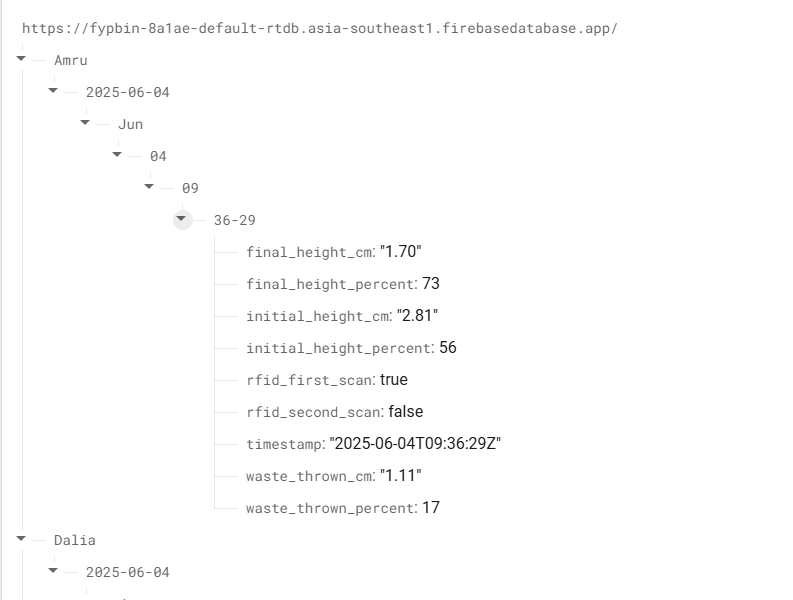 https://fypbin-8a1ae-default-rtdb.asia-southeast1.firebasedatabase.app/
Amru
2025-06-04
Jun
04
09
36-29
final_height_cm: "1.70"
final_height_percent: 73
initial_height_cm: "2.81"
initial_height_percent: 56
rfid_first_scan: true
rfid_second_scan: false
timestamp: "2025-06-04T09:36:29Z"
waste_thrown_cm: "1.11"
waste_thrown_percent: 17
Dalia
2025-06-04